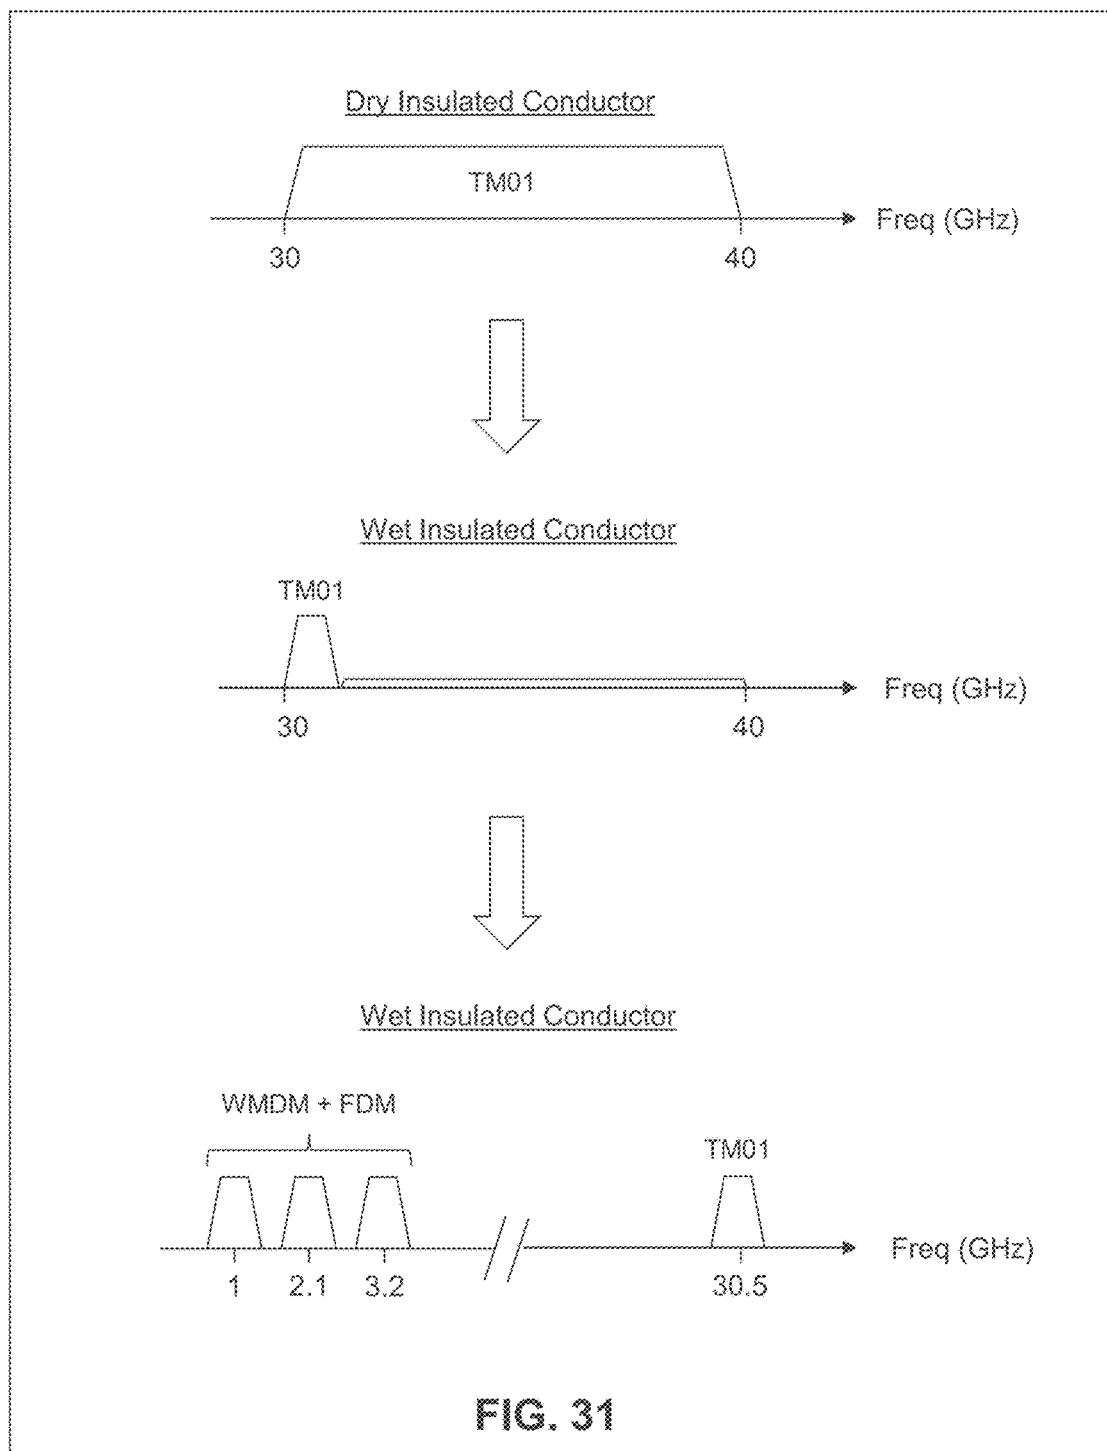 Dry Insulated Conductor
TM01
Freq (GHz)
30
40
Wet Insulated Conductor
TM01
Freq (GHz)
30
40
Wet Insulated Conductor
WMDM + FDM
TM01
Freq (GHz)
1
2.1
3.2
30.5
FIG. 31